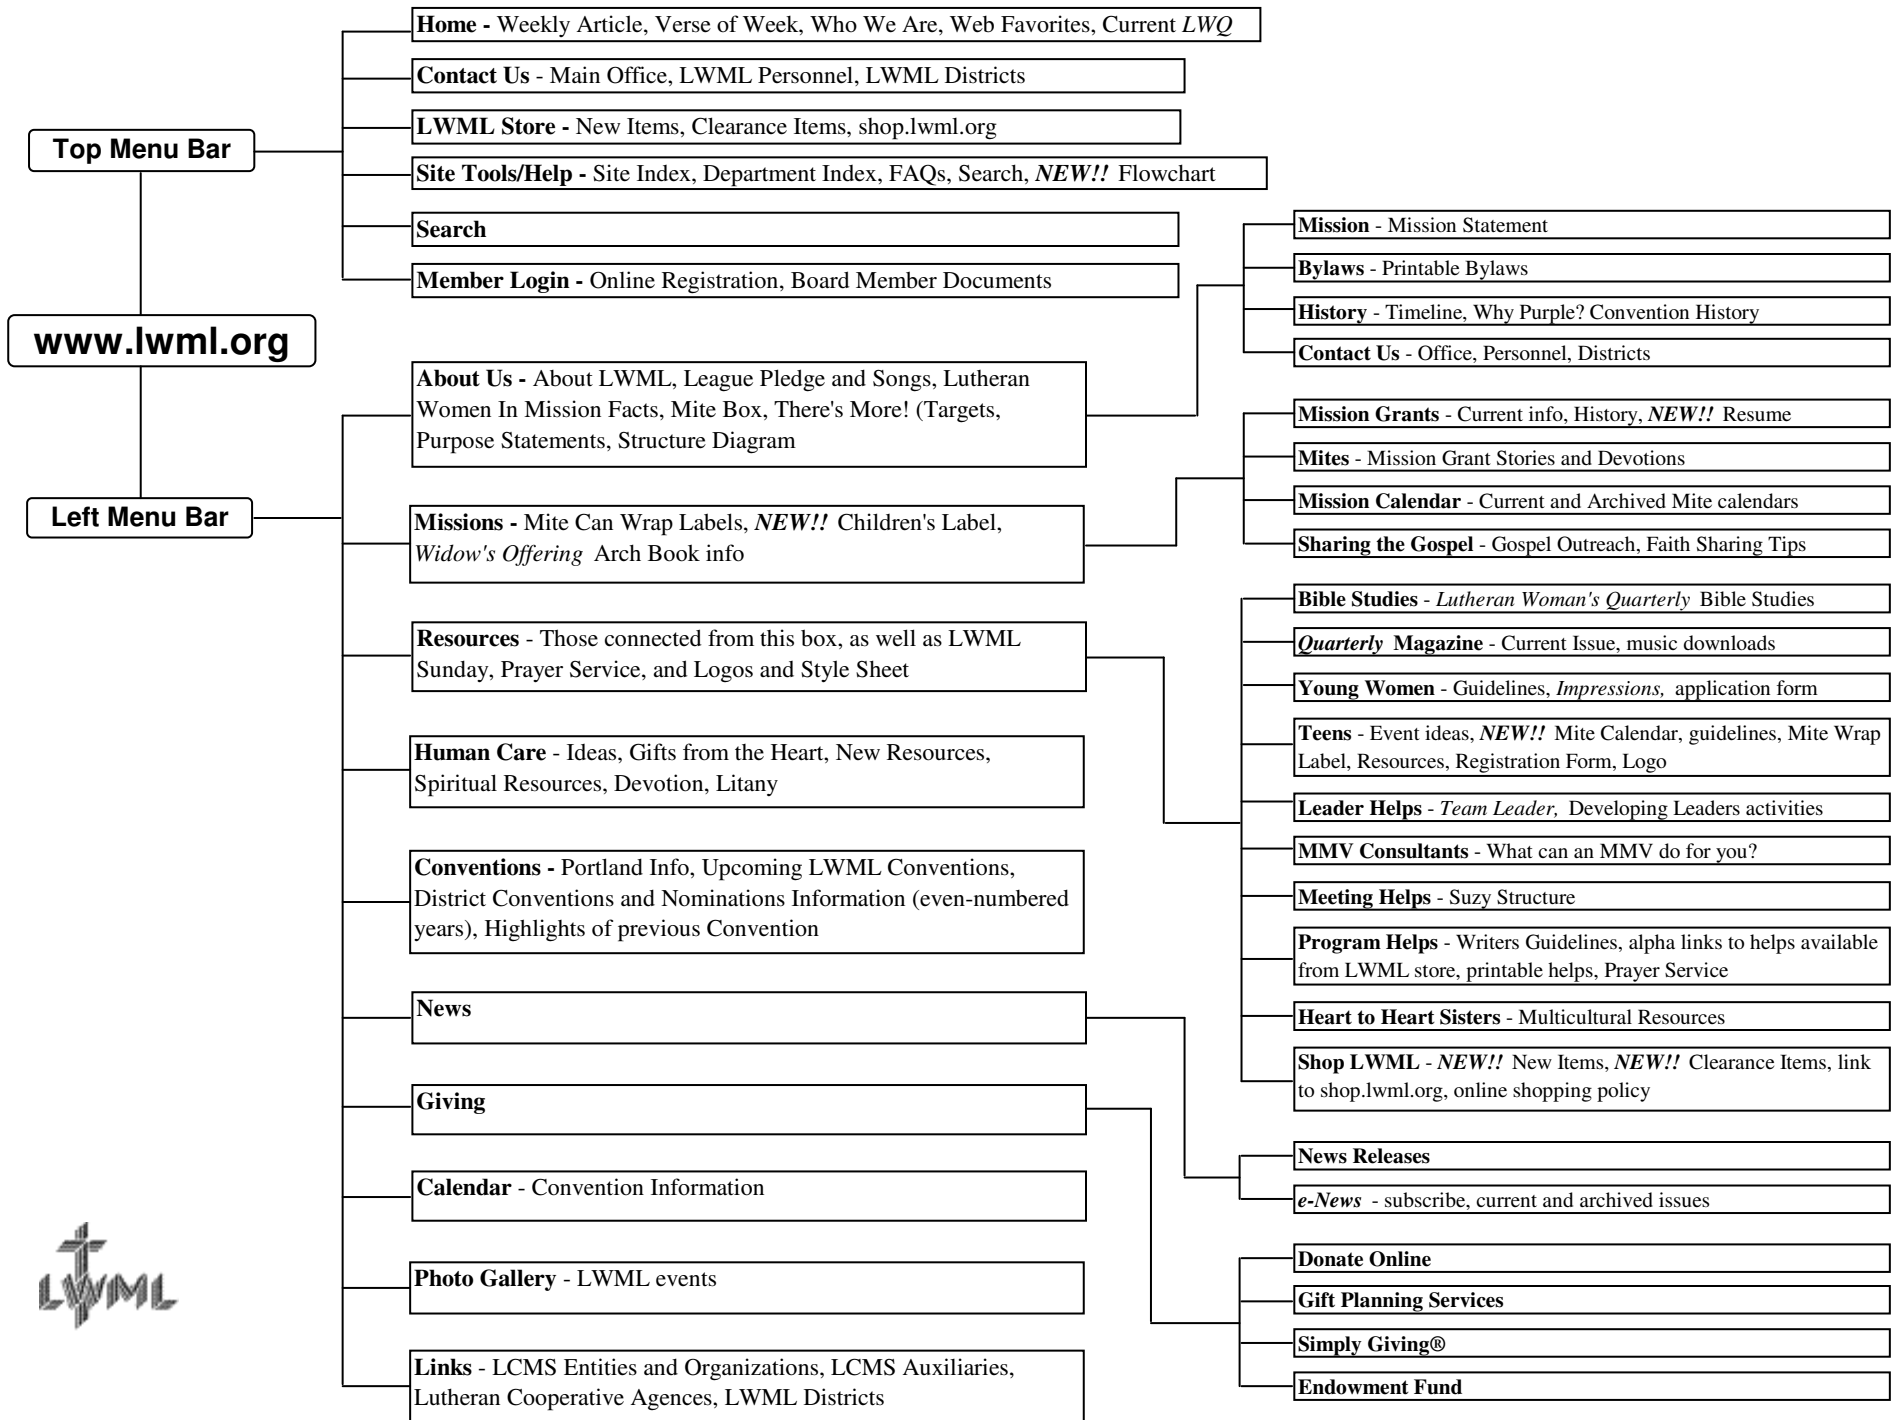 www.lwml.org
Top Menu Bar
Home - Weekly Article, Verse of Week, Who We Are, Web Favorites, Current LWQ
Contact Us - Main Office, LWML Personnel, LWML Districts
LWML Store - New Items, Clearance Items, shop.lwml.org
Site Tools/Help - Site Index, Department Index, FAQs, Search, NEW!! Flowchart
Search
Member Login - Online Registration, Board Member Documents
Left Menu Bar
About Us - About LWML, League Pledge and Songs, Lutheran
Women In Mission Facts, Mite Box, There's More! (Targets,
Purpose Statements, Structure Diagram
Missions - Mite Can Wrap Labels, NEW!! Children's Label,
Widow's Offering Arch Book info
Resources - Those connected from this box, as well as LWML
Sunday, Prayer Service, and Logos and Style Sheet
Human Care - Ideas, Gifts from the Heart, New Resources,
Spiritual Resources, Devotion, Litany
Conventions - Portland Info, Upcoming LWML Conventions,
District Conventions and Nominations Information (even-numbered
years), Highlights of previous Convention
News
Giving
Calendar - Convention Information
Photo Gallery - LWML events
Links - LCMS Entities and Organizations, LCMS Auxiliaries,
Lutheran Cooperative Agences, LWML Districts
Mission - Mission Statement
Bylaws - Printable Bylaws
History - Timeline, Why Purple? Convention History
Contact Us - Office, Personnel, Districts
Mission Grants - Current info, History, NEW!! Resume
Mites - Mission Grant Stories and Devotions
Mission Calendar - Current and Archived Mite calendars
Sharing the Gospel - Gospel Outreach, Faith Sharing Tips
Bible Studies - Lutheran Woman's Quarterly Bible Studies
Quarterly Magazine - Current Issue, music downloads
Young Women - Guidelines, Impressions, application form
Teens - Event ideas, NEW!! Mite Calendar, guidelines, Mite Wrap
Label, Resources, Registration Form, Logo
Leader Helps - Team Leader, Developing Leaders activities
MMV Consultants - What can an MMV do for you?
Meeting Helps - Suzy Structure
Program Helps - Writers Guidelines, alpha links to helps available
from LWML store, printable helps, Prayer Service
Heart to Heart Sisters - Multicultural Resources
Shop LWML - NEW!! New Items, NEW!! Clearance Items, link
to shop.lwml.org, online shopping policy
News Releases
e-News - subscribe, current and archived issues
Donate Online
Gift Planning Services
Simply Giving®
Endowment Fund
LWML